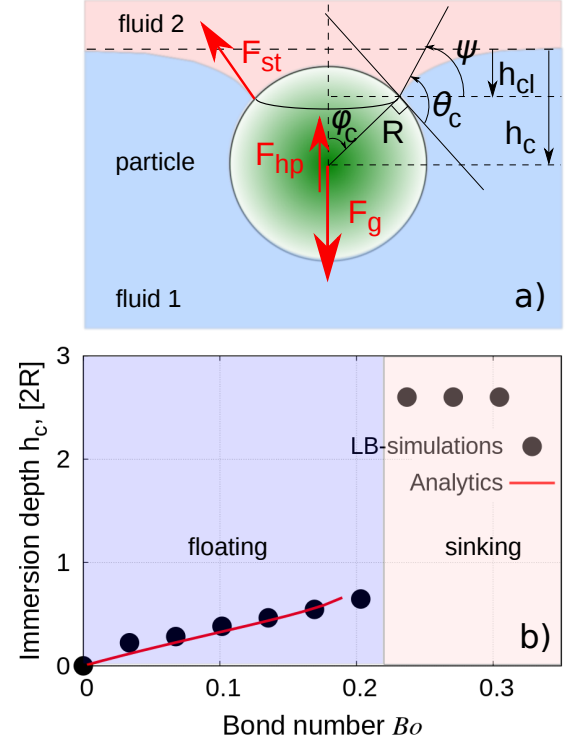 fluid 2
F_st
ψ
h_cl
θ_c
φ_c
R
h_c
particle
F_hp
F_g
fluid 1
a)
3
2
1
0
Immersion depth h_c, [2R]
LB-simulations
Analytics
floating
sinking
b)
0 0.1 0.2 0.3
Bond number Bo